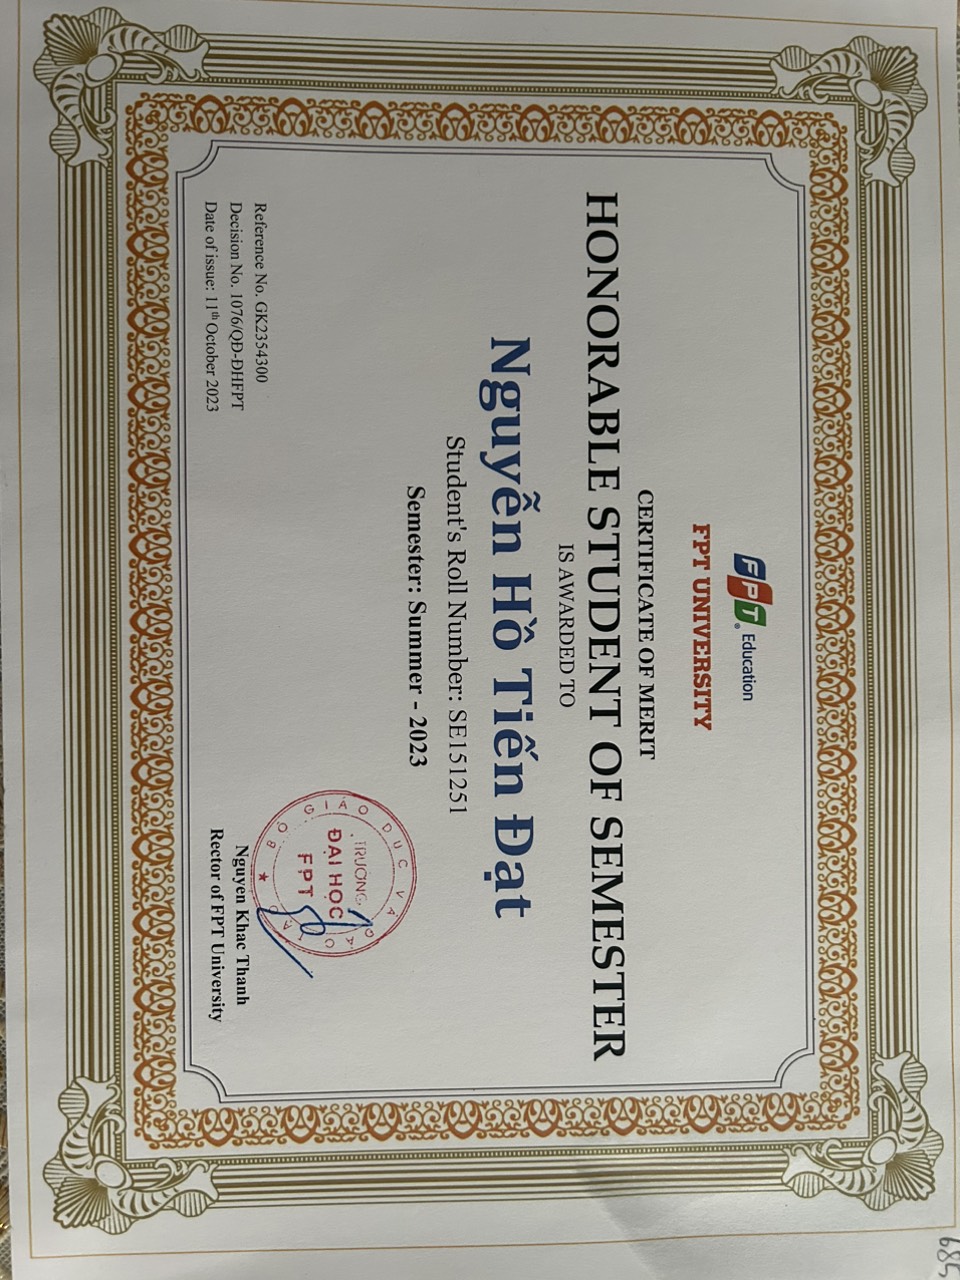 FPT Education
FPT UNIVERSITY
CERTIFICATE OF MERIT
HONORABLE STUDENT OF SEMESTER
IS AWARDED TO
Nguyễn Hồ Tiến Đạt
Student's Roll Number: SE151251
Semester: Summer - 2023
Reference No. GK2354300
Decision No. 1076/QĐ-ĐHFPT
Date of issue: 11th October 2023
BỘ GIÁO DỤC VÀ ĐÀO TẠO
TRƯỜNG
ĐẠI HỌC
FPT
Nguyen Khac Thanh
Rector of FPT University
685